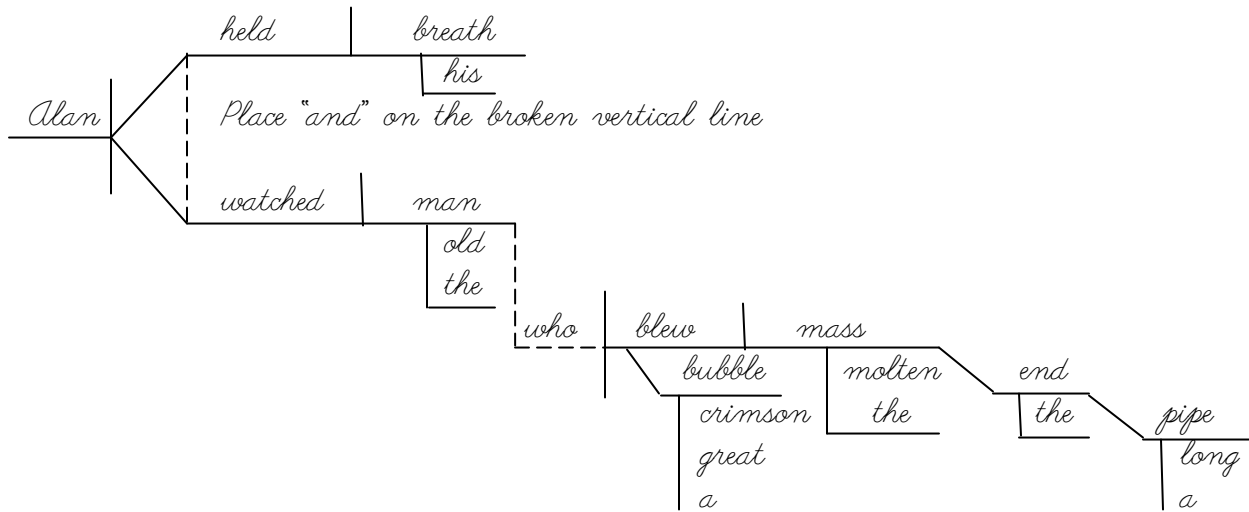 held breath
his
Alan
Place “and” on the broken vertical line
watched man
old
the
who blew mass
bubble molten end
crimson the the pipe
great long
a a